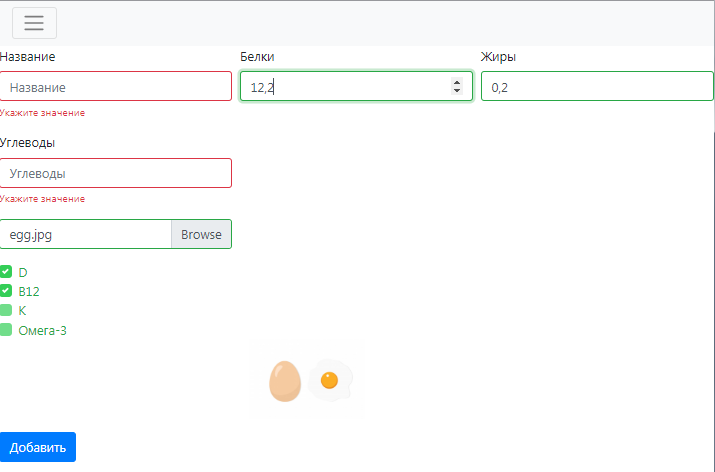 Название Белки Жиры
Название 12,2 0,2
Укажите значение
Углеводы
Углеводы
Укажите значение
egg.jpg Browse
D
B12
K
Омега-3
Добавить